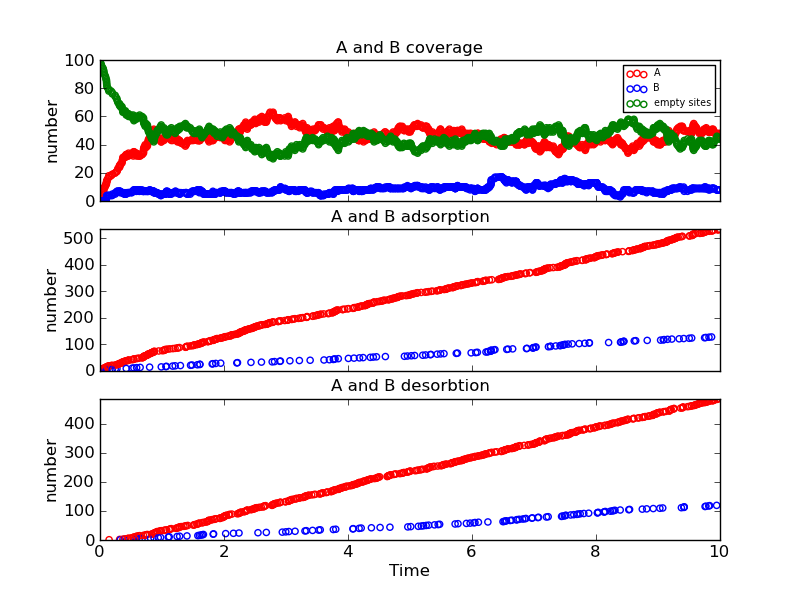 A and B coverage
100
80
60
40
20
0
number
A
B
empty sites
A and B adsorption
500
400
300
200
100
0
number
A and B desorbtion
400
300
200
100
0
number
0 2 4 6 8 10
Time